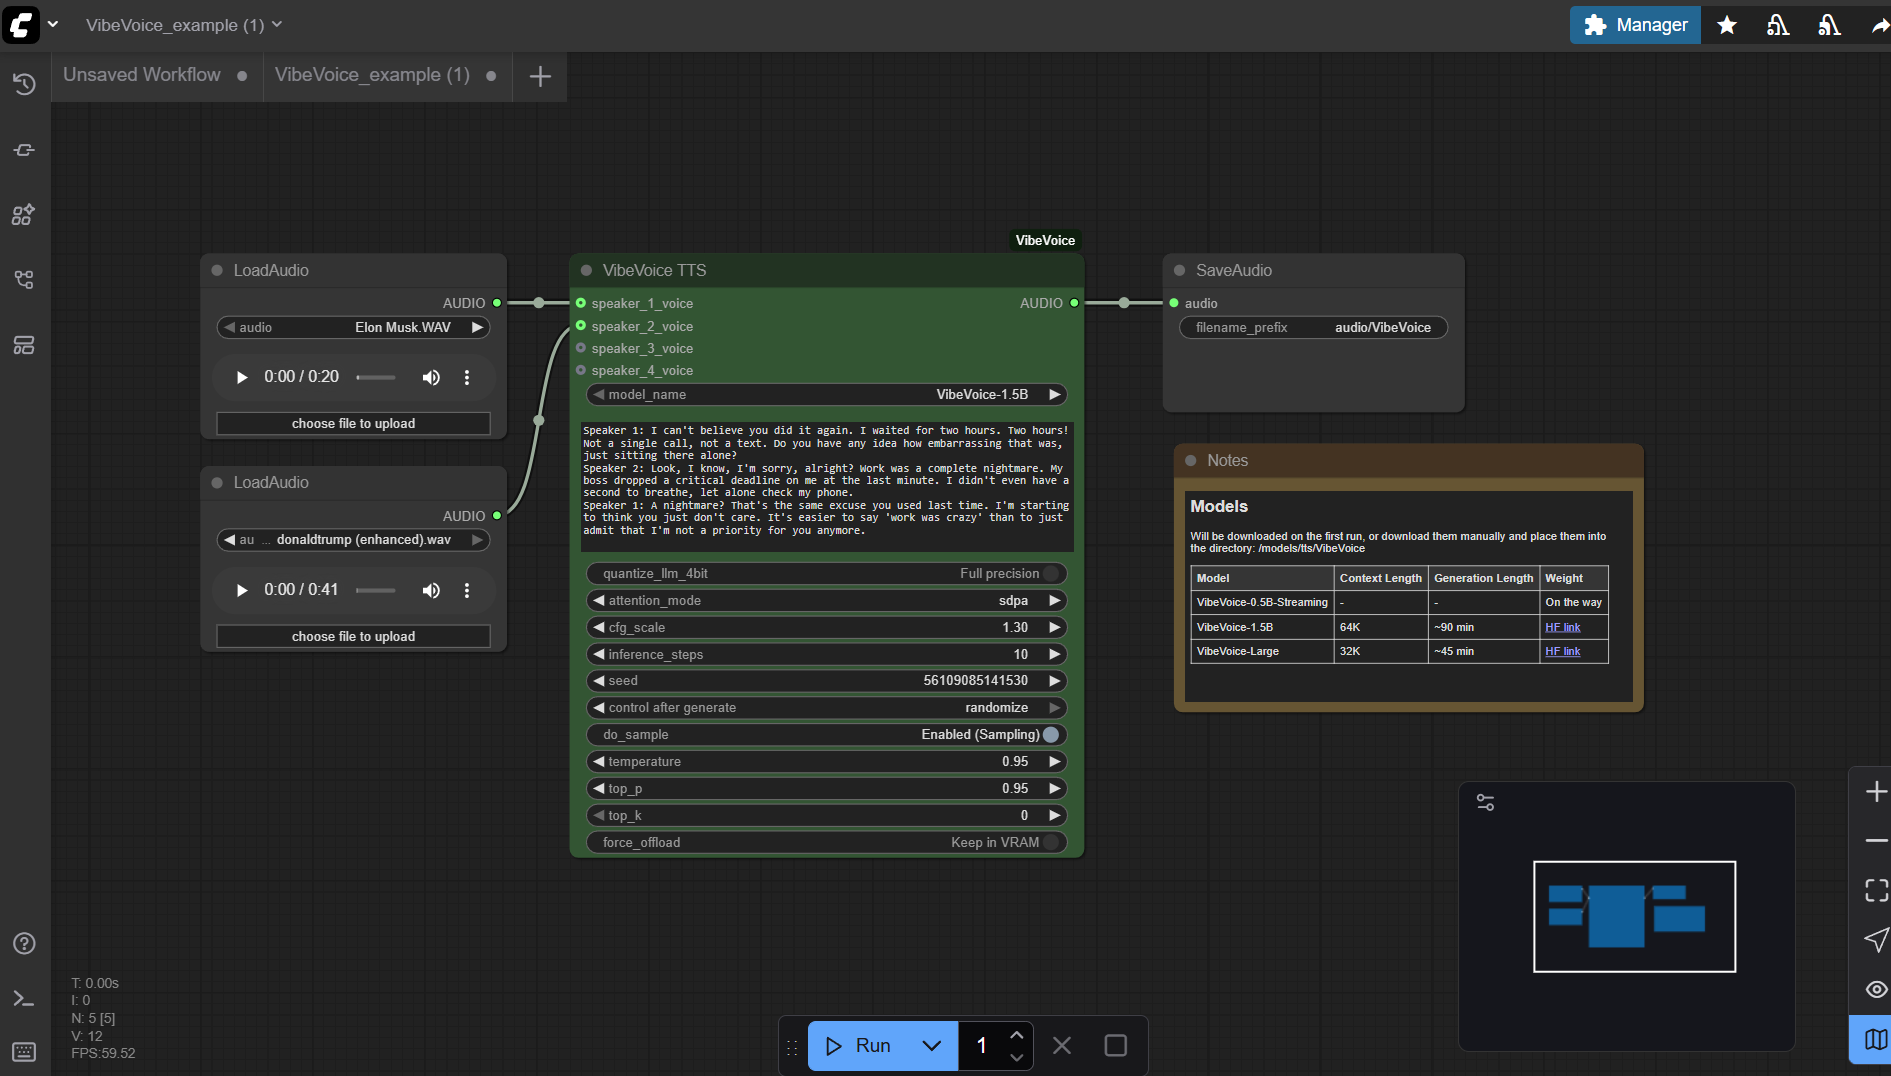 VibeVoice_example (1)
Manager
Unsaved Workflow
VibeVoice_example (1)
VibeVoice
LoadAudio
AUDIO
audio Elon Musk.WAV
0:00 / 0:20
choose file to upload
LoadAudio
AUDIO
au ... donaldtrump (enhanced).wav
0:00 / 0:41
choose file to upload
VibeVoice TTS
speaker_1_voice AUDIO
speaker_2_voice
speaker_3_voice
speaker_4_voice
model_name VibeVoice-1.5B
Speaker 1: I can't believe you did it again. I waited for two hours. Two hours!
Not a single call, not a text. Do you have any idea how embarrassing that was,
just sitting there alone?
Speaker 2: Look, I know, I'm sorry, alright? Work was a complete nightmare. My
boss dropped a critical deadline on me at the last minute. I didn't even have a
second to breathe, let alone check my phone.
Speaker 1: A nightmare? That's the same excuse you used last time. I'm starting
to think you just don't care. It's easier to say 'work was crazy' than to just
admit that I'm not a priority for you anymore.
quantize_llm_4bit Full precision
attention_mode sdpa
cfg_scale 1.30
inference_steps 10
seed 56109085141530
control after generate randomize
do_sample Enabled (Sampling)
temperature 0.95
top_p 0.95
top_k 0
force_offload Keep in VRAM
SaveAudio
audio
filename_prefix audio/VibeVoice
Notes
Models
Will be downloaded on the first run, or download them manually and place them into
the directory: /models/tts/VibeVoice
Model Context Length Generation Length Weight
VibeVoice-0.5B-Streaming - - On the way
VibeVoice-1.5B 64K ~90 min HF link
VibeVoice-Large 32K ~45 min HF link
T: 0.00s
I: 0
N: 5 [5]
V: 12
FPS:59.52
Run 1